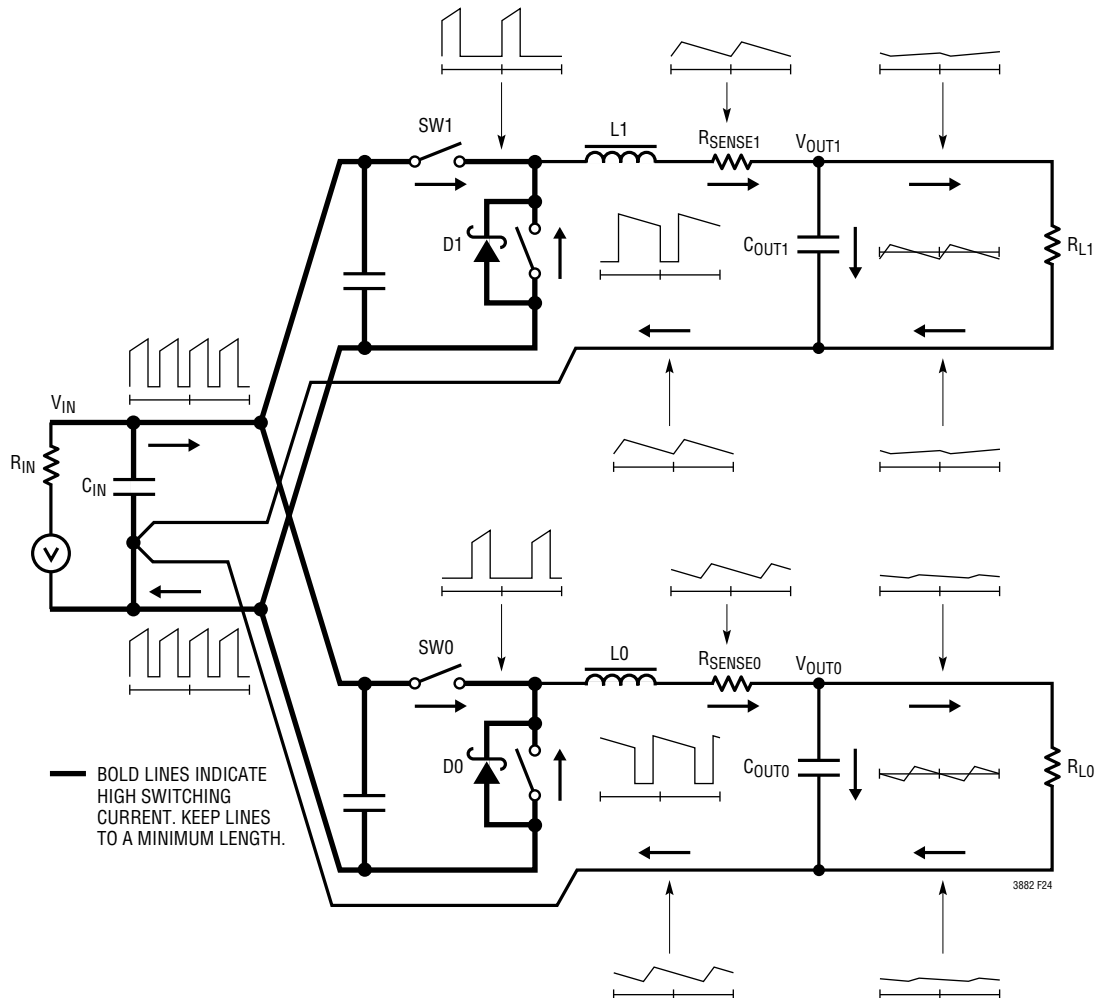 SW1
L1
RSENSE1
VOUT1
D1
COUT1
RL1
VIN
RIN
CIN
V
SW0
L0
RSENSE0
VOUT0
D0
COUT0
RL0
BOLD LINES INDICATE
HIGH SWITCHING
CURRENT. KEEP LINES
TO A MINIMUM LENGTH.
3882 F24